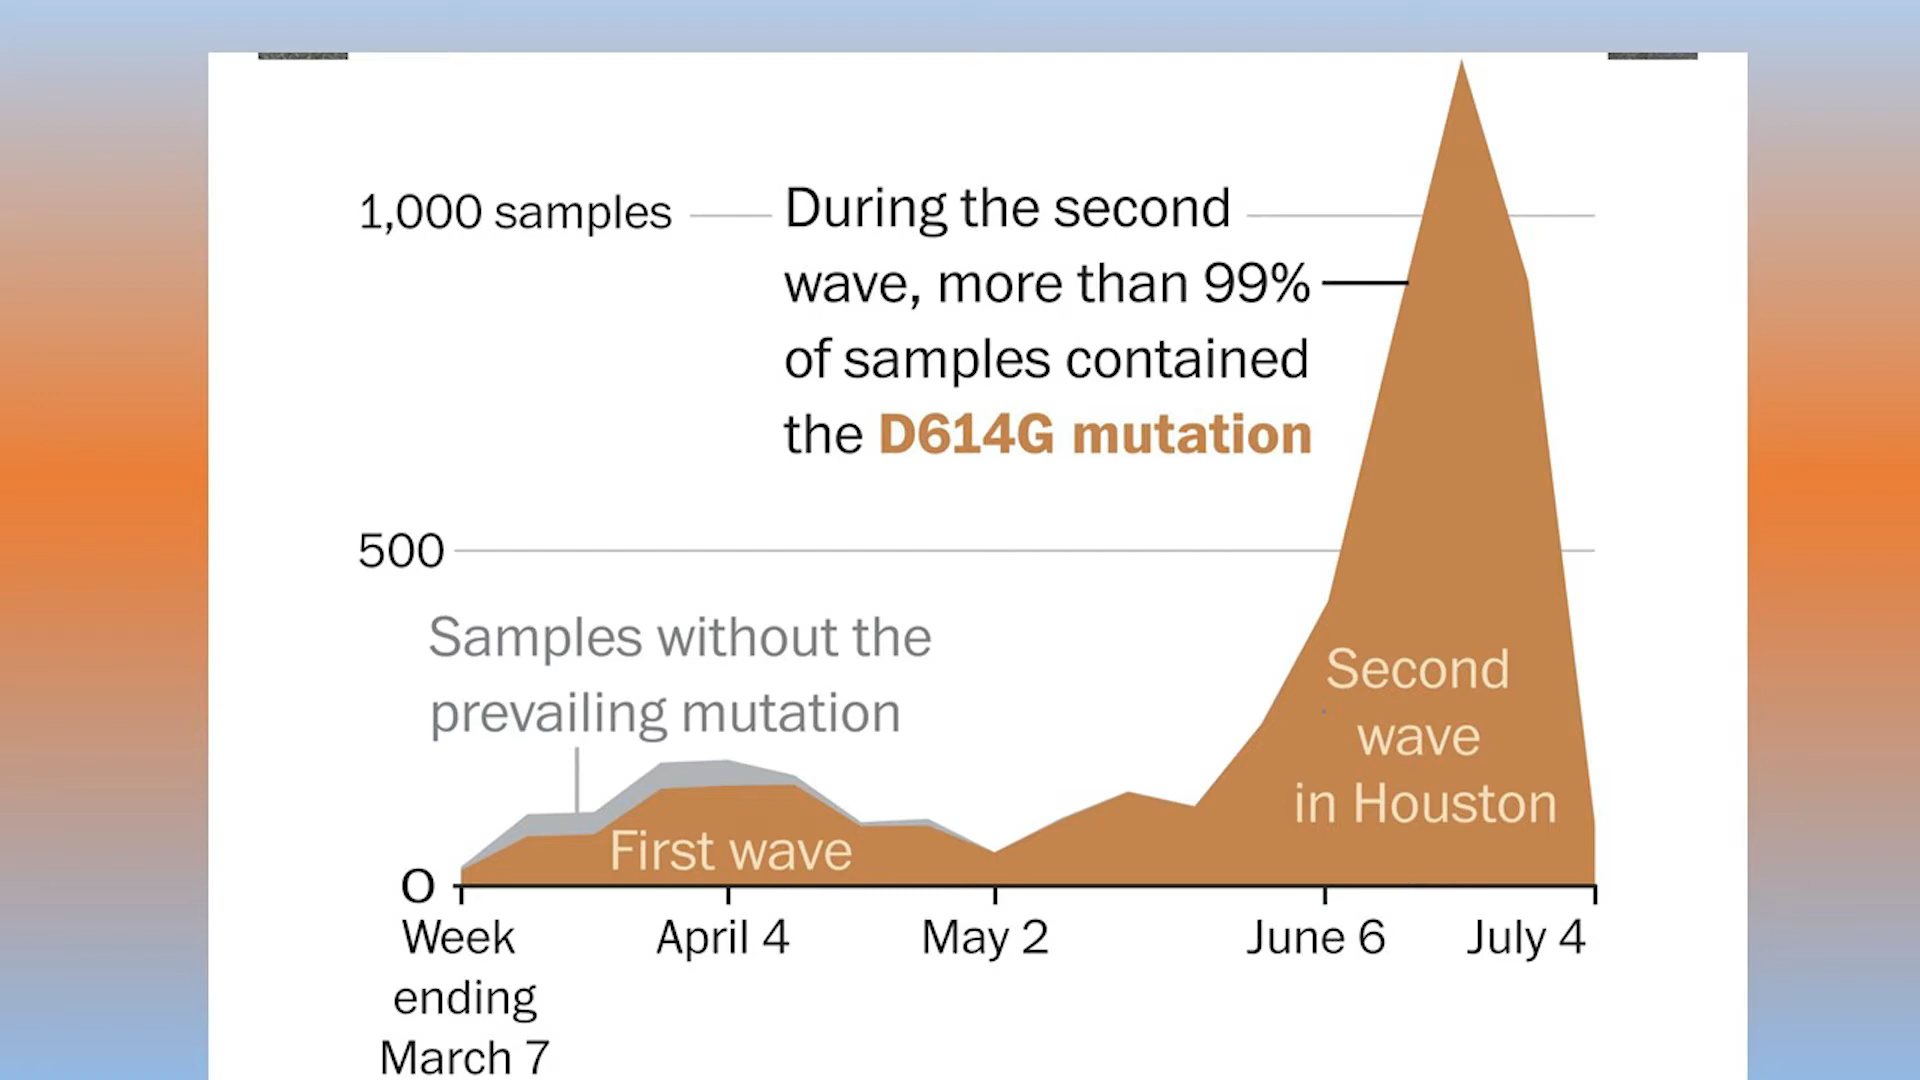 1,000 samples
During the second
wave, more than 99%
of samples contained
the D614G mutation
500
Samples without the
prevailing mutation
First wave
Second
wave
in Houston
0
Week
ending
March 7
April 4
May 2
June 6
July 4